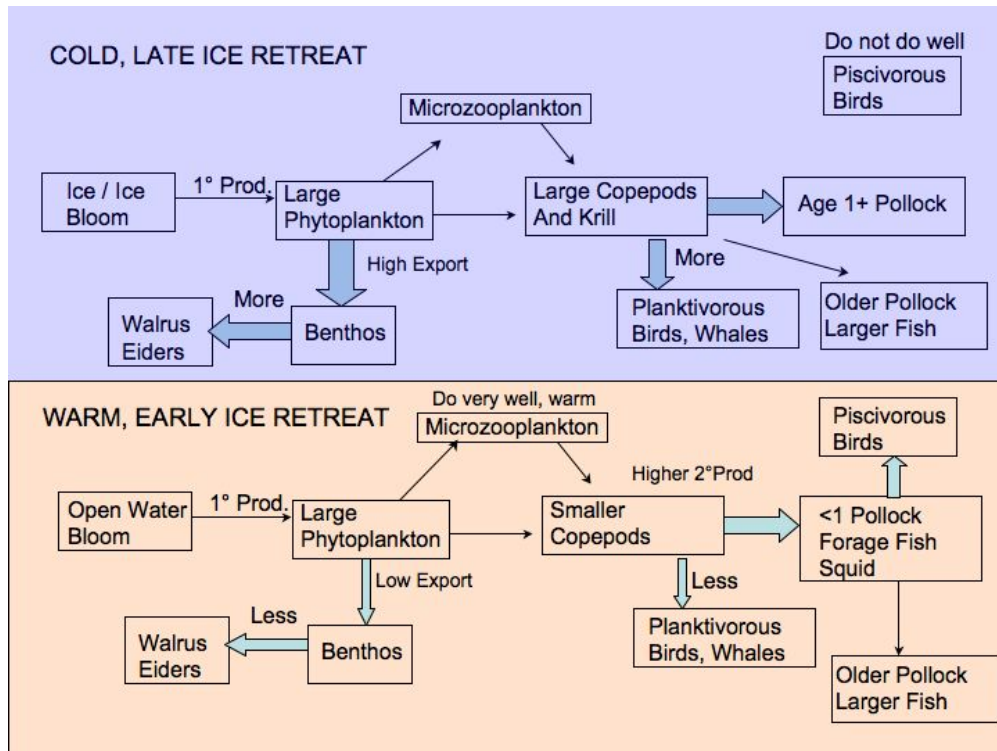 COLD, LATE ICE RETREAT
Do not do well
Piscivorous
Birds
Microzooplankton
Ice / Ice
Bloom
1° Prod.
Large
Phytoplankton
Large Copepods
And Krill
Age 1+ Pollock
High Export
More
Walrus
Eiders
More
Benthos
Planktivorous
Birds, Whales
Older Pollock
Larger Fish
WARM, EARLY ICE RETREAT
Do very well, warm
Microzooplankton
Piscivorous
Birds
Higher 2°Prod
Open Water
Bloom
1° Prod.
Large
Phytoplankton
Smaller
Copepods
<1 Pollock
Forage Fish
Squid
Low Export
Less
Walrus
Eiders
Less
Benthos
Planktivorous
Birds, Whales
Older Pollock
Larger Fish